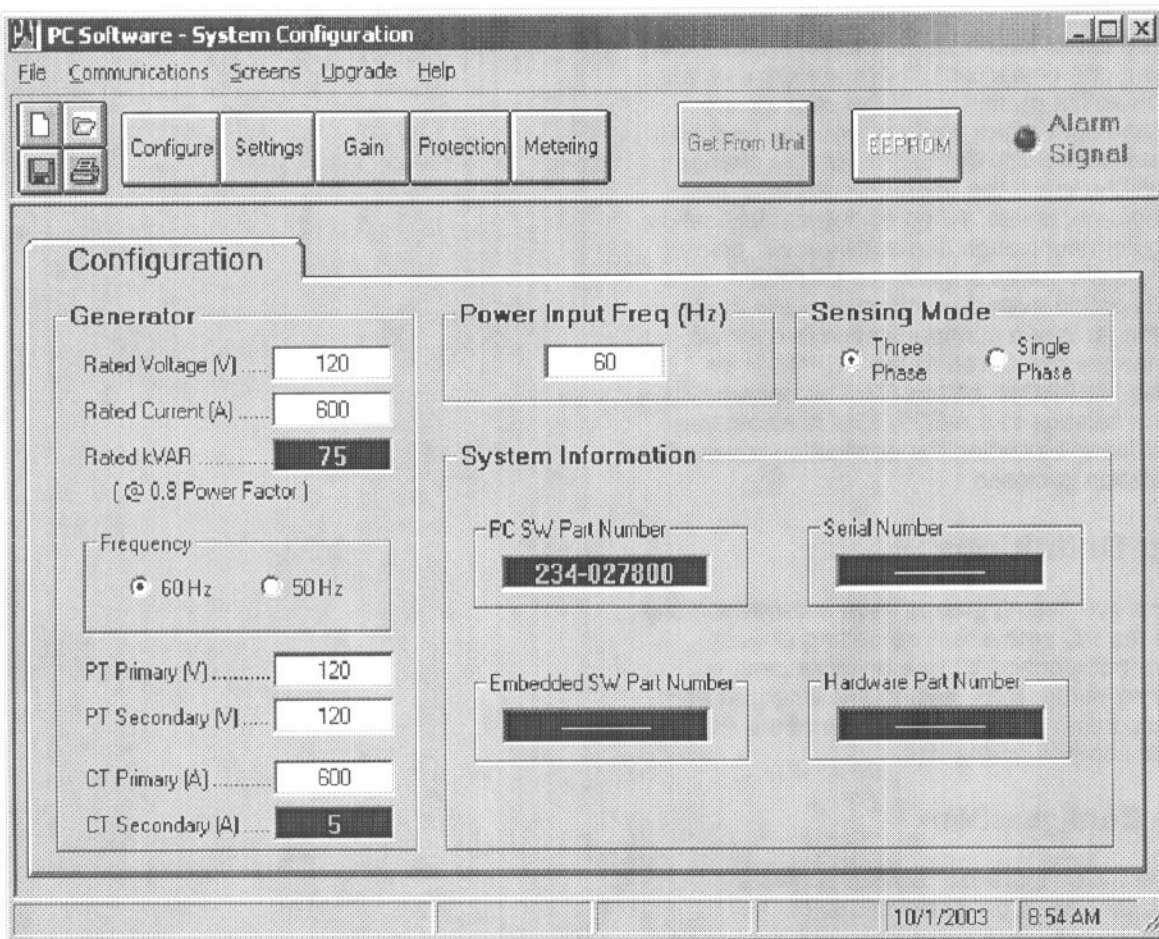 PC Software - System Configuration
File Communications Screens Upgrade Help
Configure Settings Gain Protection Metering Get From Unit EEPROM Alarm Signal
Configuration
Generator
Rated Voltage (V) ..... 120
Rated Current (A) ...... 600
Rated kVAR ............ 75
( @ 0.8 Power Factor )
Frequency
60 Hz 50 Hz
PT Primary (V) .......... 120
PT Secondary (V) ..... 120
CT Primary (A) .......... 600
CT Secondary (A) ..... 5
Power Input Freq (Hz)
60
Sensing Mode
Three Phase Single Phase
System Information
PC SW Part Number
234-027800
Serial Number
Embedded SW Part Number
Hardware Part Number
10/1/2003 8:54 AM